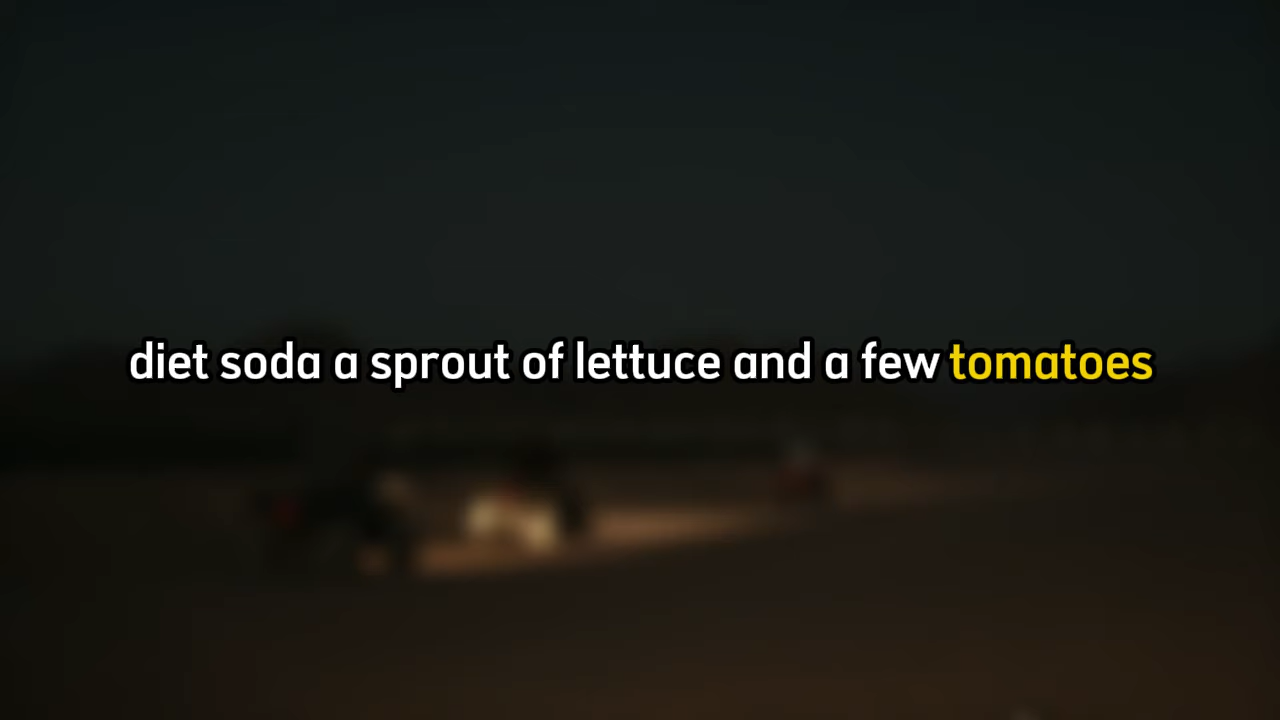 diet soda a sprout of lettuce and a few tomatoes